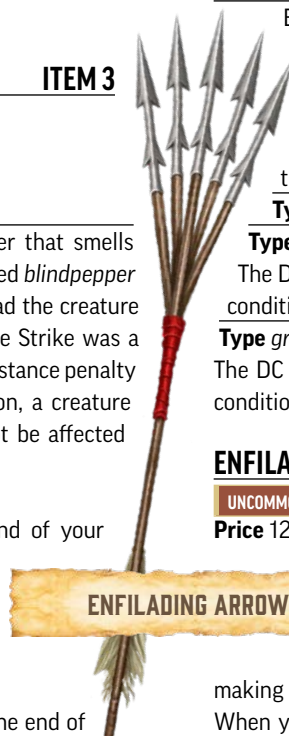 ITEM 3
er that smells
ed blindpepper
ad the creature
e Strike was a
stance penalty
on, a creature
t be affected
nd of your
ne end of
t
Ty
Type
The D
conditi
Type gr
The DC
conditio
ENFILA
UNCOMMO
Price 12
ENFILADING ARROW
making
When y